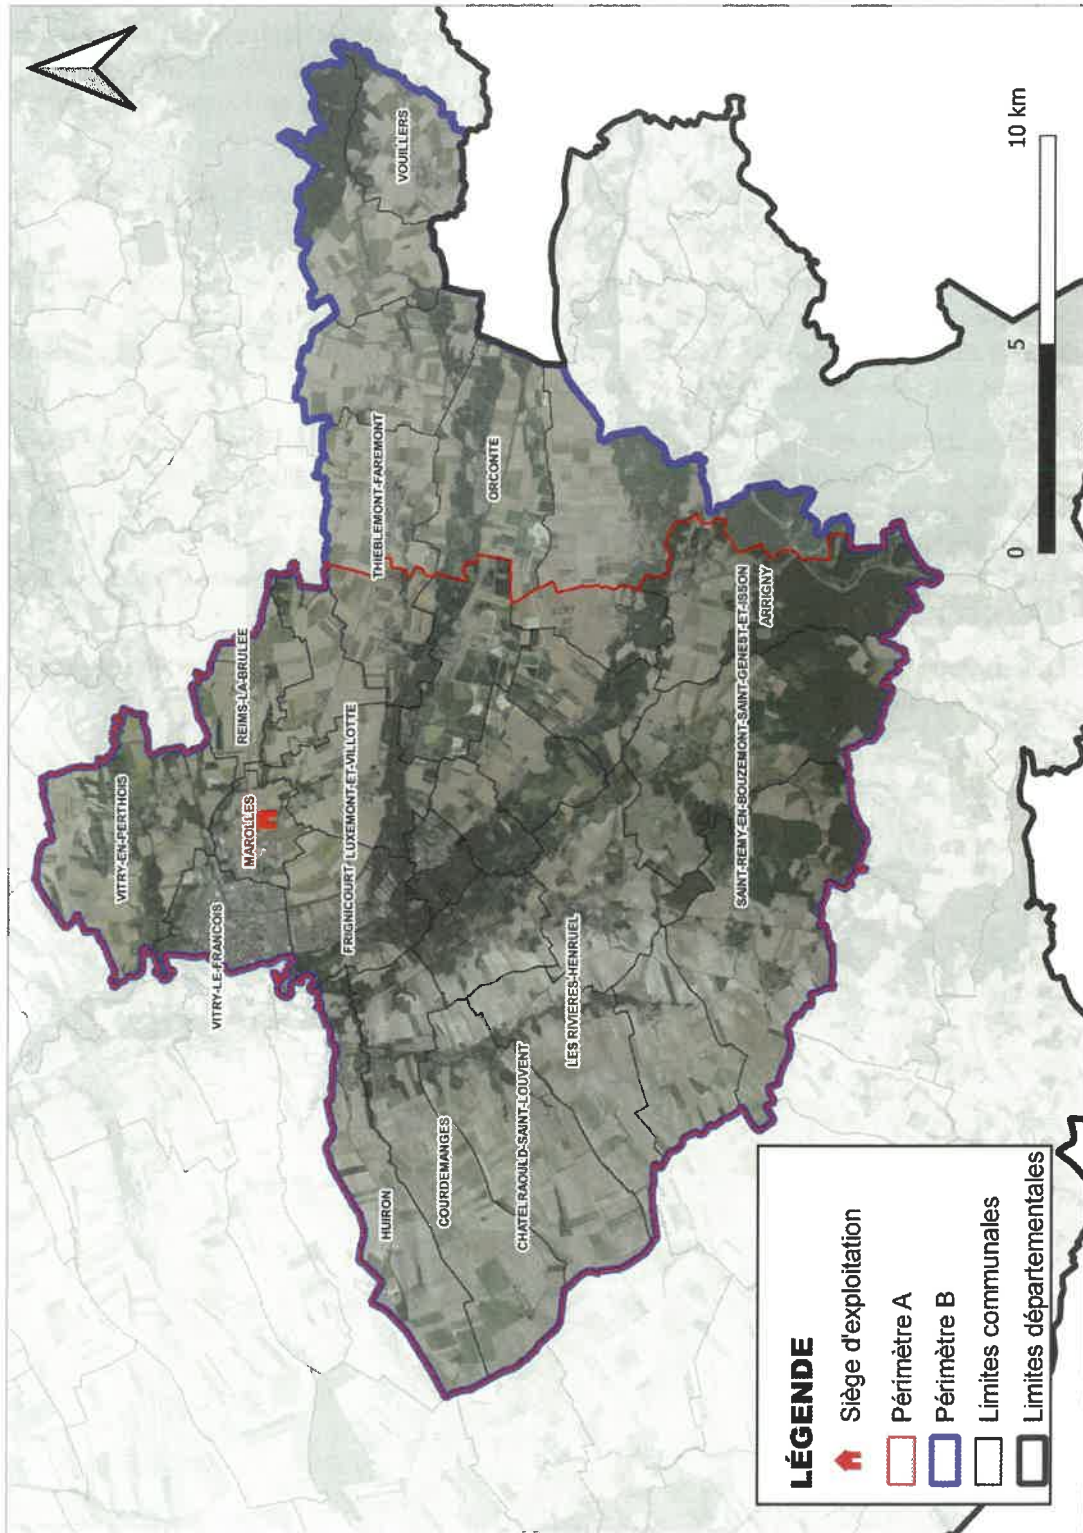 VITRY-EN-PERTHOIS
VITRY-LE-FRANCOIS
MAROLLES
REIMS-LA-BRULEE
FRIGNICOURT
LUXEMONT-ET-VILLOTTE
THIEBLEMONT-FAREMONT
VOUILLERS
HUIRON
COURDEMANGES
ORCONTE
CHATELRAOULD-SAINT-LOUVENT
LES RIVIERES-HENRUEL
SAINT-REMY-EN-BOUZEMONT-SAINT-GENEST-ET-ISSON
ARRIGNY
LÉGENDE
Siège d'exploitation
Périmètre A
Périmètre B
Limites communales
Limites départementales
0
5
10 km